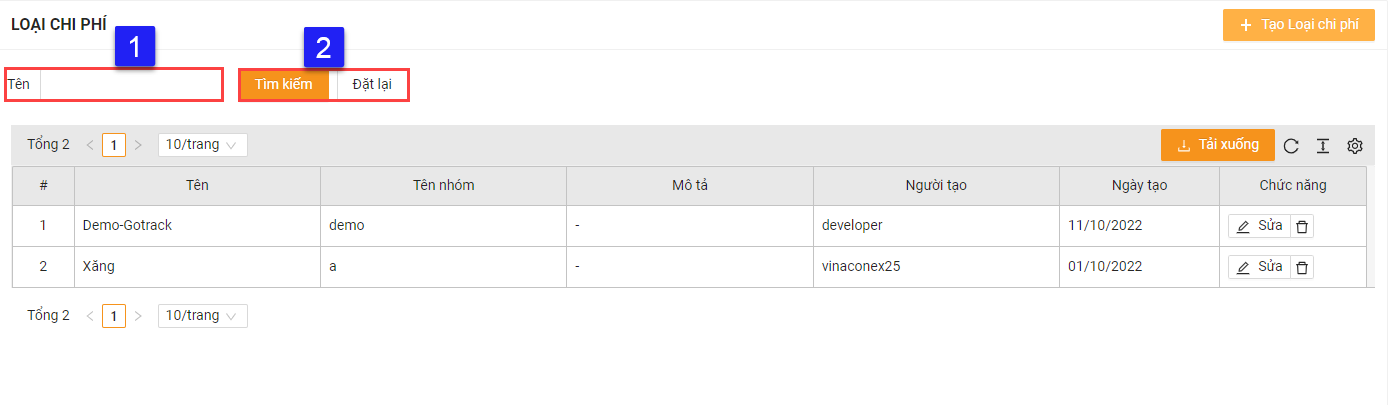 LOẠI CHI PHÍ
+ Tạo Loại chi phí
1
2
Tên
Tìm kiếm
Đặt lại
Tổng 2 < 1 > 10/trang
Tải xuống
# Tên Tên nhóm Mô tả Người tạo Ngày tạo Chức năng
1 Demo-Gotrack demo - developer 11/10/2022 Sửa
2 Xăng a - vinaconex25 01/10/2022 Sửa
Tổng 2 < 1 > 10/trang